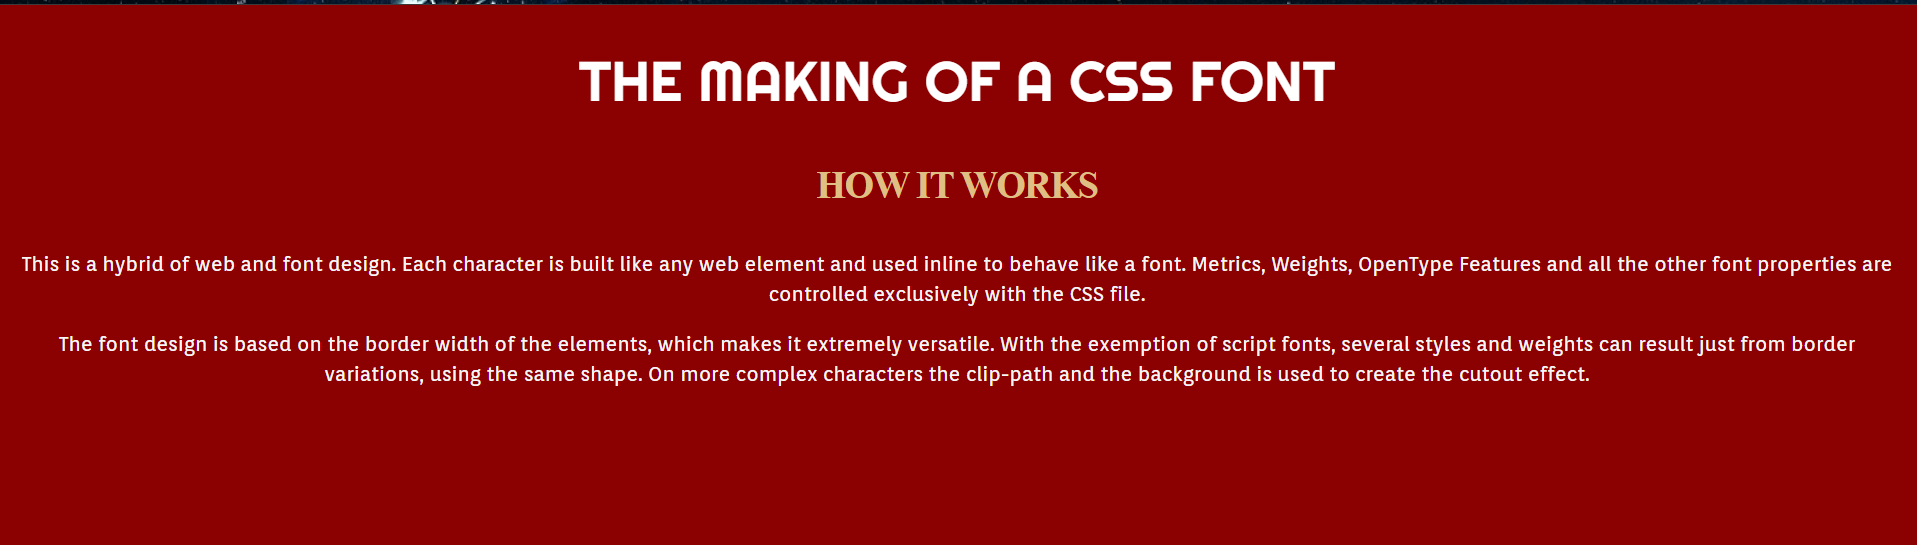 THE MAKING OF A CSS FONT
HOW IT WORKS
This is a hybrid of web and font design. Each character is built like any web element and used inline to behave like a font. Metrics, Weights, OpenType Features and all the other font properties are
controlled exclusively with the CSS file.
The font design is based on the border width of the elements, which makes it extremely versatile. With the exemption of script fonts, several styles and weights can result just from border
variations, using the same shape. On more complex characters the clip-path and the background is used to create the cutout effect.